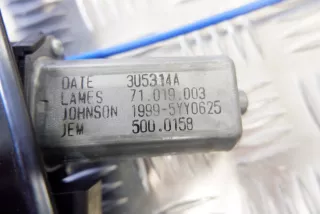 DATE 3U5314A
LAMES 71.019.003
JOHNSON 1999-5YY0625
JEM 500.0158